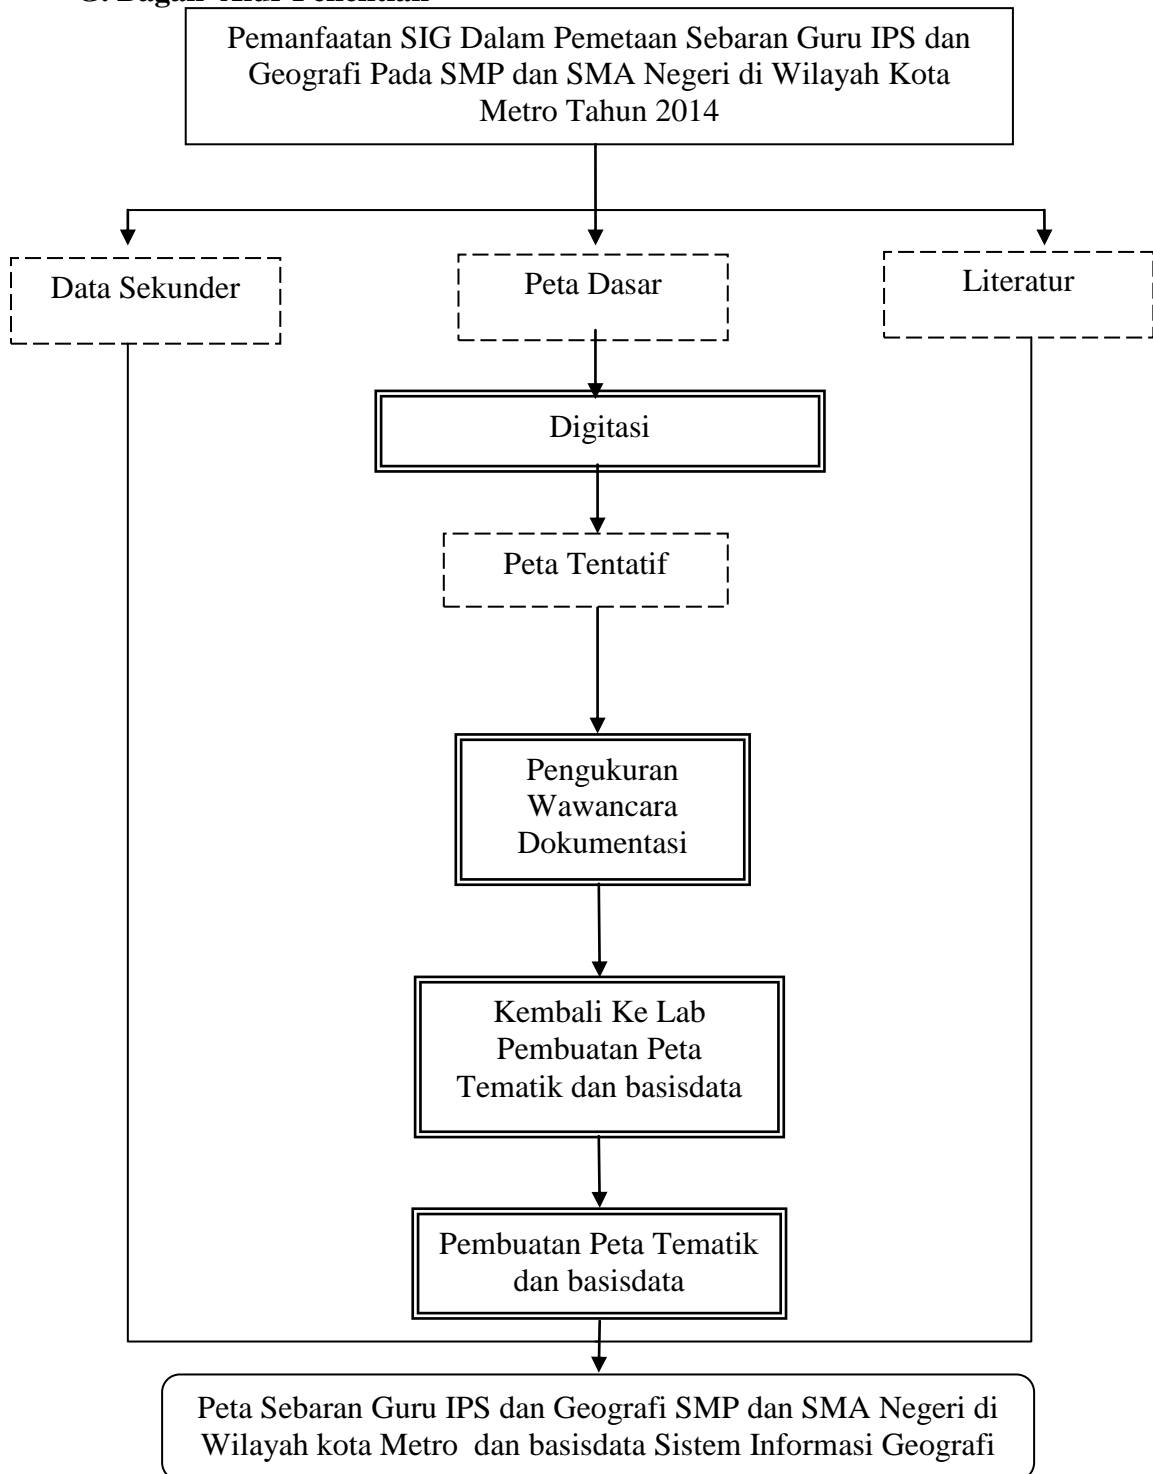 Pemanfaatan SIG Dalam Pemetaan Sebaran Guru IPS dan
Geografi Pada SMP dan SMA Negeri di Wilayah Kota
Metro Tahun 2014
Data Sekunder
Peta Dasar
Literatur
Digitasi
Peta Tentatif
Pengukuran
Wawancara
Dokumentasi
Kembali Ke Lab
Pembuatan Peta
Tematik dan basisdata
Pembuatan Peta Tematik
dan basisdata
Peta Sebaran Guru IPS dan Geografi SMP dan SMA Negeri di
Wilayah kota Metro dan basisdata Sistem Informasi Geografi